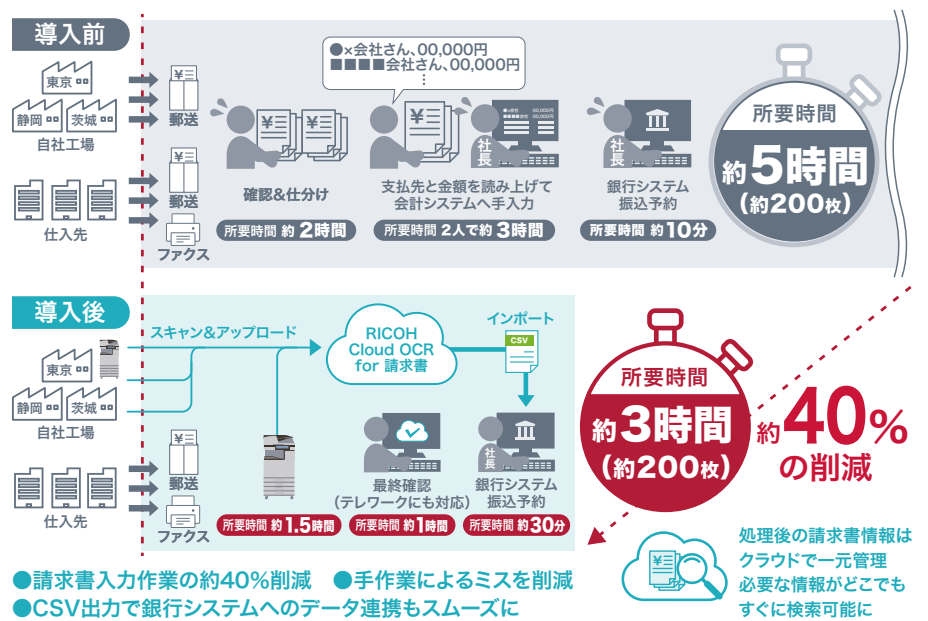 導入前
東京
静岡
茨城
自社工場
仕入先
¥
郵送
¥
郵送
ファクス
¥
¥
確認&仕分け
所要時間 約2時間
●×会社さん、00,000円
■■■■会社さん、00,000円
⋮
¥
●×会社 00,000円
■■■■会社 00,000円
社長
支払先と金額を読み上げて
会計システムへ手入力
所要時間 2人で約3時間
社長
銀行システム
振込予約
所要時間 約10分
所要時間
約5時間
(約200枚)
導入後
東京
静岡
茨城
自社工場
仕入先
スキャン&アップロード
¥
郵送
ファクス
所要時間 約1.5時間
RICOH
Cloud OCR
for 請求書
インポート
CSV
最終確認
(テレワークにも対応)
所要時間 約1時間
社長
銀行システム
振込予約
所要時間 約30分
所要時間
約3時間
(約200枚)
約40%
の削減
¥
処理後の請求書情報は
クラウドで一元管理
必要な情報がどこでも
すぐに検索可能に
●請求書入力作業の約40%削減 ●手作業によるミスを削減
●CSV出力で銀行システムへのデータ連携もスムーズに